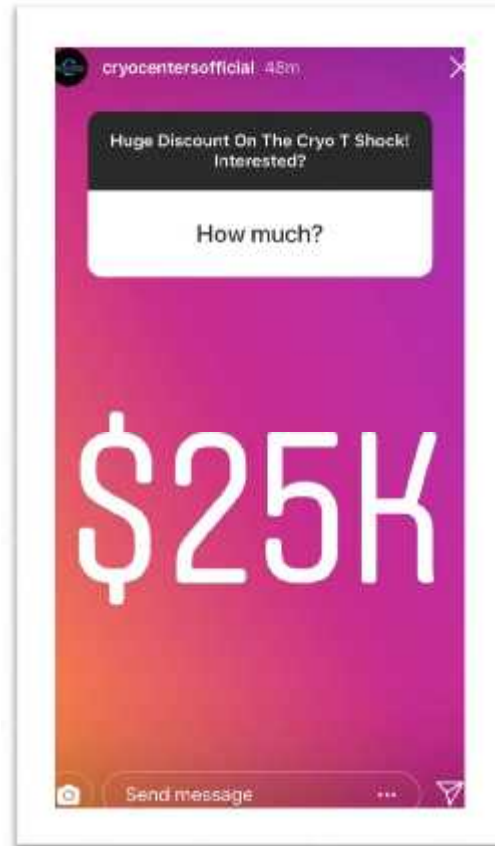 cryocentersofficial 48m
Huge Discount On The Cryo T Shock!
Interested?
How much?
$25K
Send message